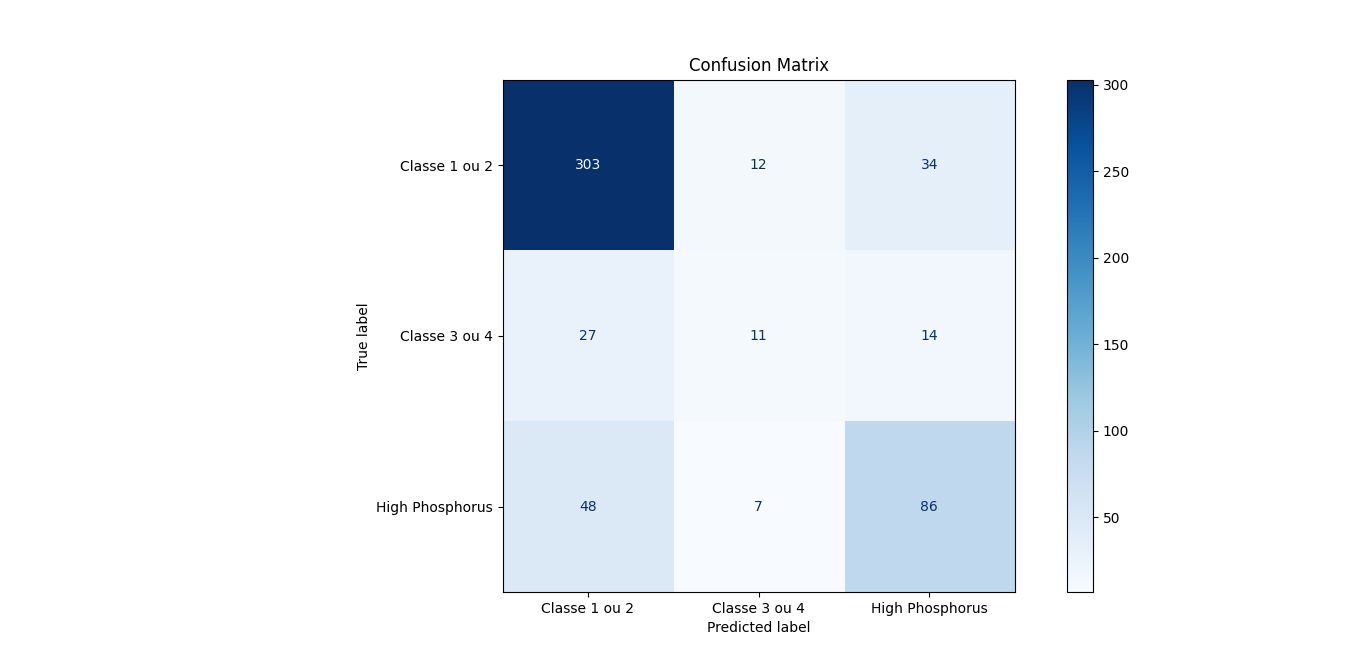 Confusion Matrix
True label
Classe 1 ou 2
303
12
34
Classe 3 ou 4
27
11
14
High Phosphorus
48
7
86
Classe 1 ou 2
Classe 3 ou 4
High Phosphorus
Predicted label
300
250
200
150
100
50